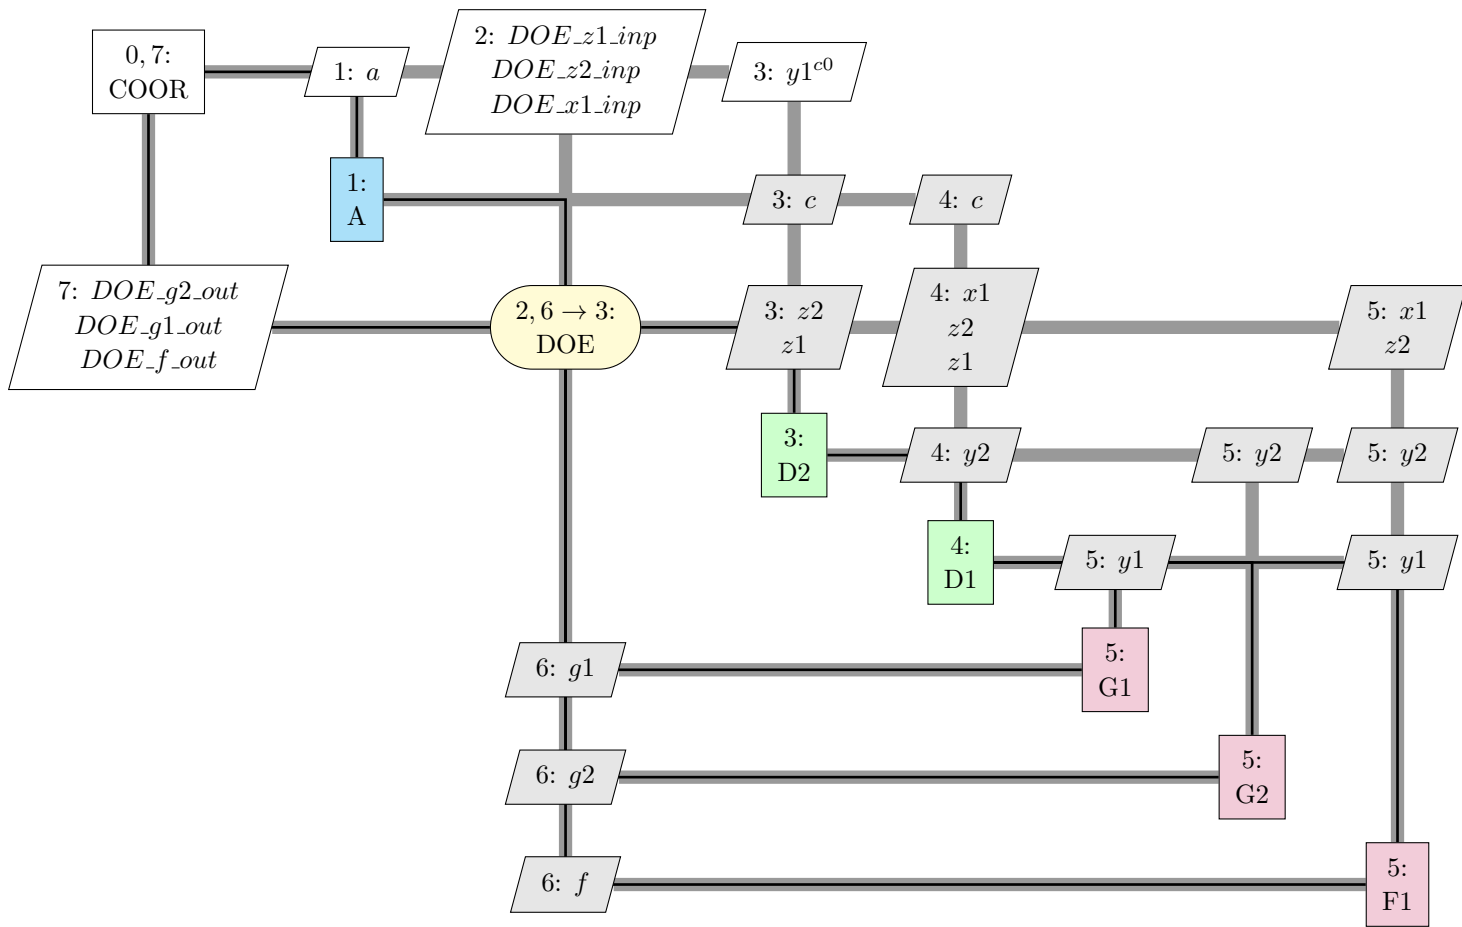 0, 7:
COOR
1: a
2: DOE_z1_inp
DOE_z2_inp
DOE_x1_inp
3: y1^{c0}
1:
A
3: c
4: c
7: DOE_g2_out
DOE_g1_out
DOE_f_out
2, 6 → 3:
DOE
3: z2
z1
4: x1
z2
z1
5: x1
z2
3:
D2
4: y2
5: y2
5: y2
4:
D1
5: y1
5: y1
6: g1
5:
G1
6: g2
5:
G2
6: f
5:
F1